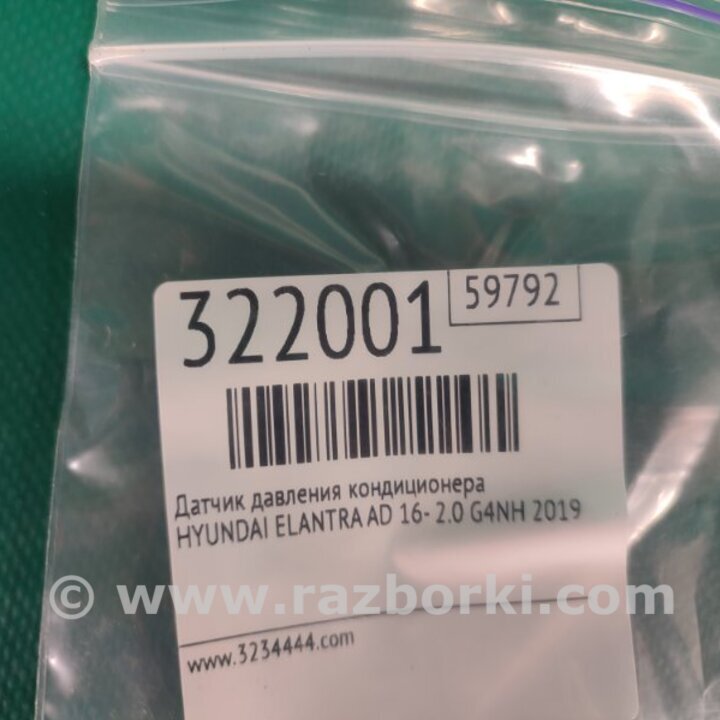 322001
59792
Датчик давления кондиционера
HYUNDAI ELANTRA AD 16- 2.0 G4NH 2019
© www.razborki.com
www.3234444.com